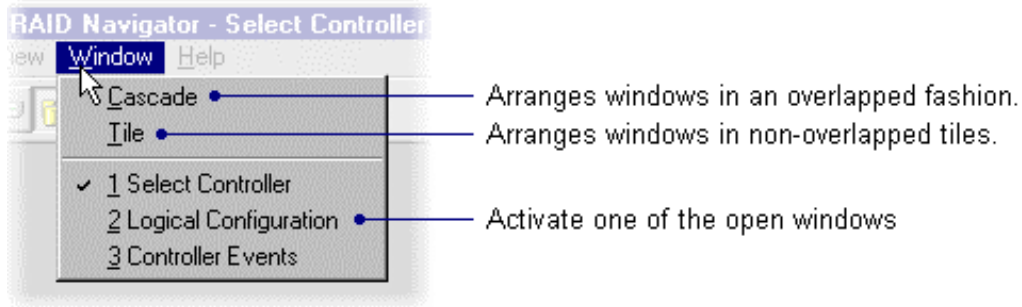 RAID Navigator - Select Controller
iew Window Help
Cascade Arranges windows in an overlapped fashion.
Tile Arranges windows in non-overlapped tiles.
1 Select Controller
2 Logical Configuration Activate one of the open windows
3 Controller Events